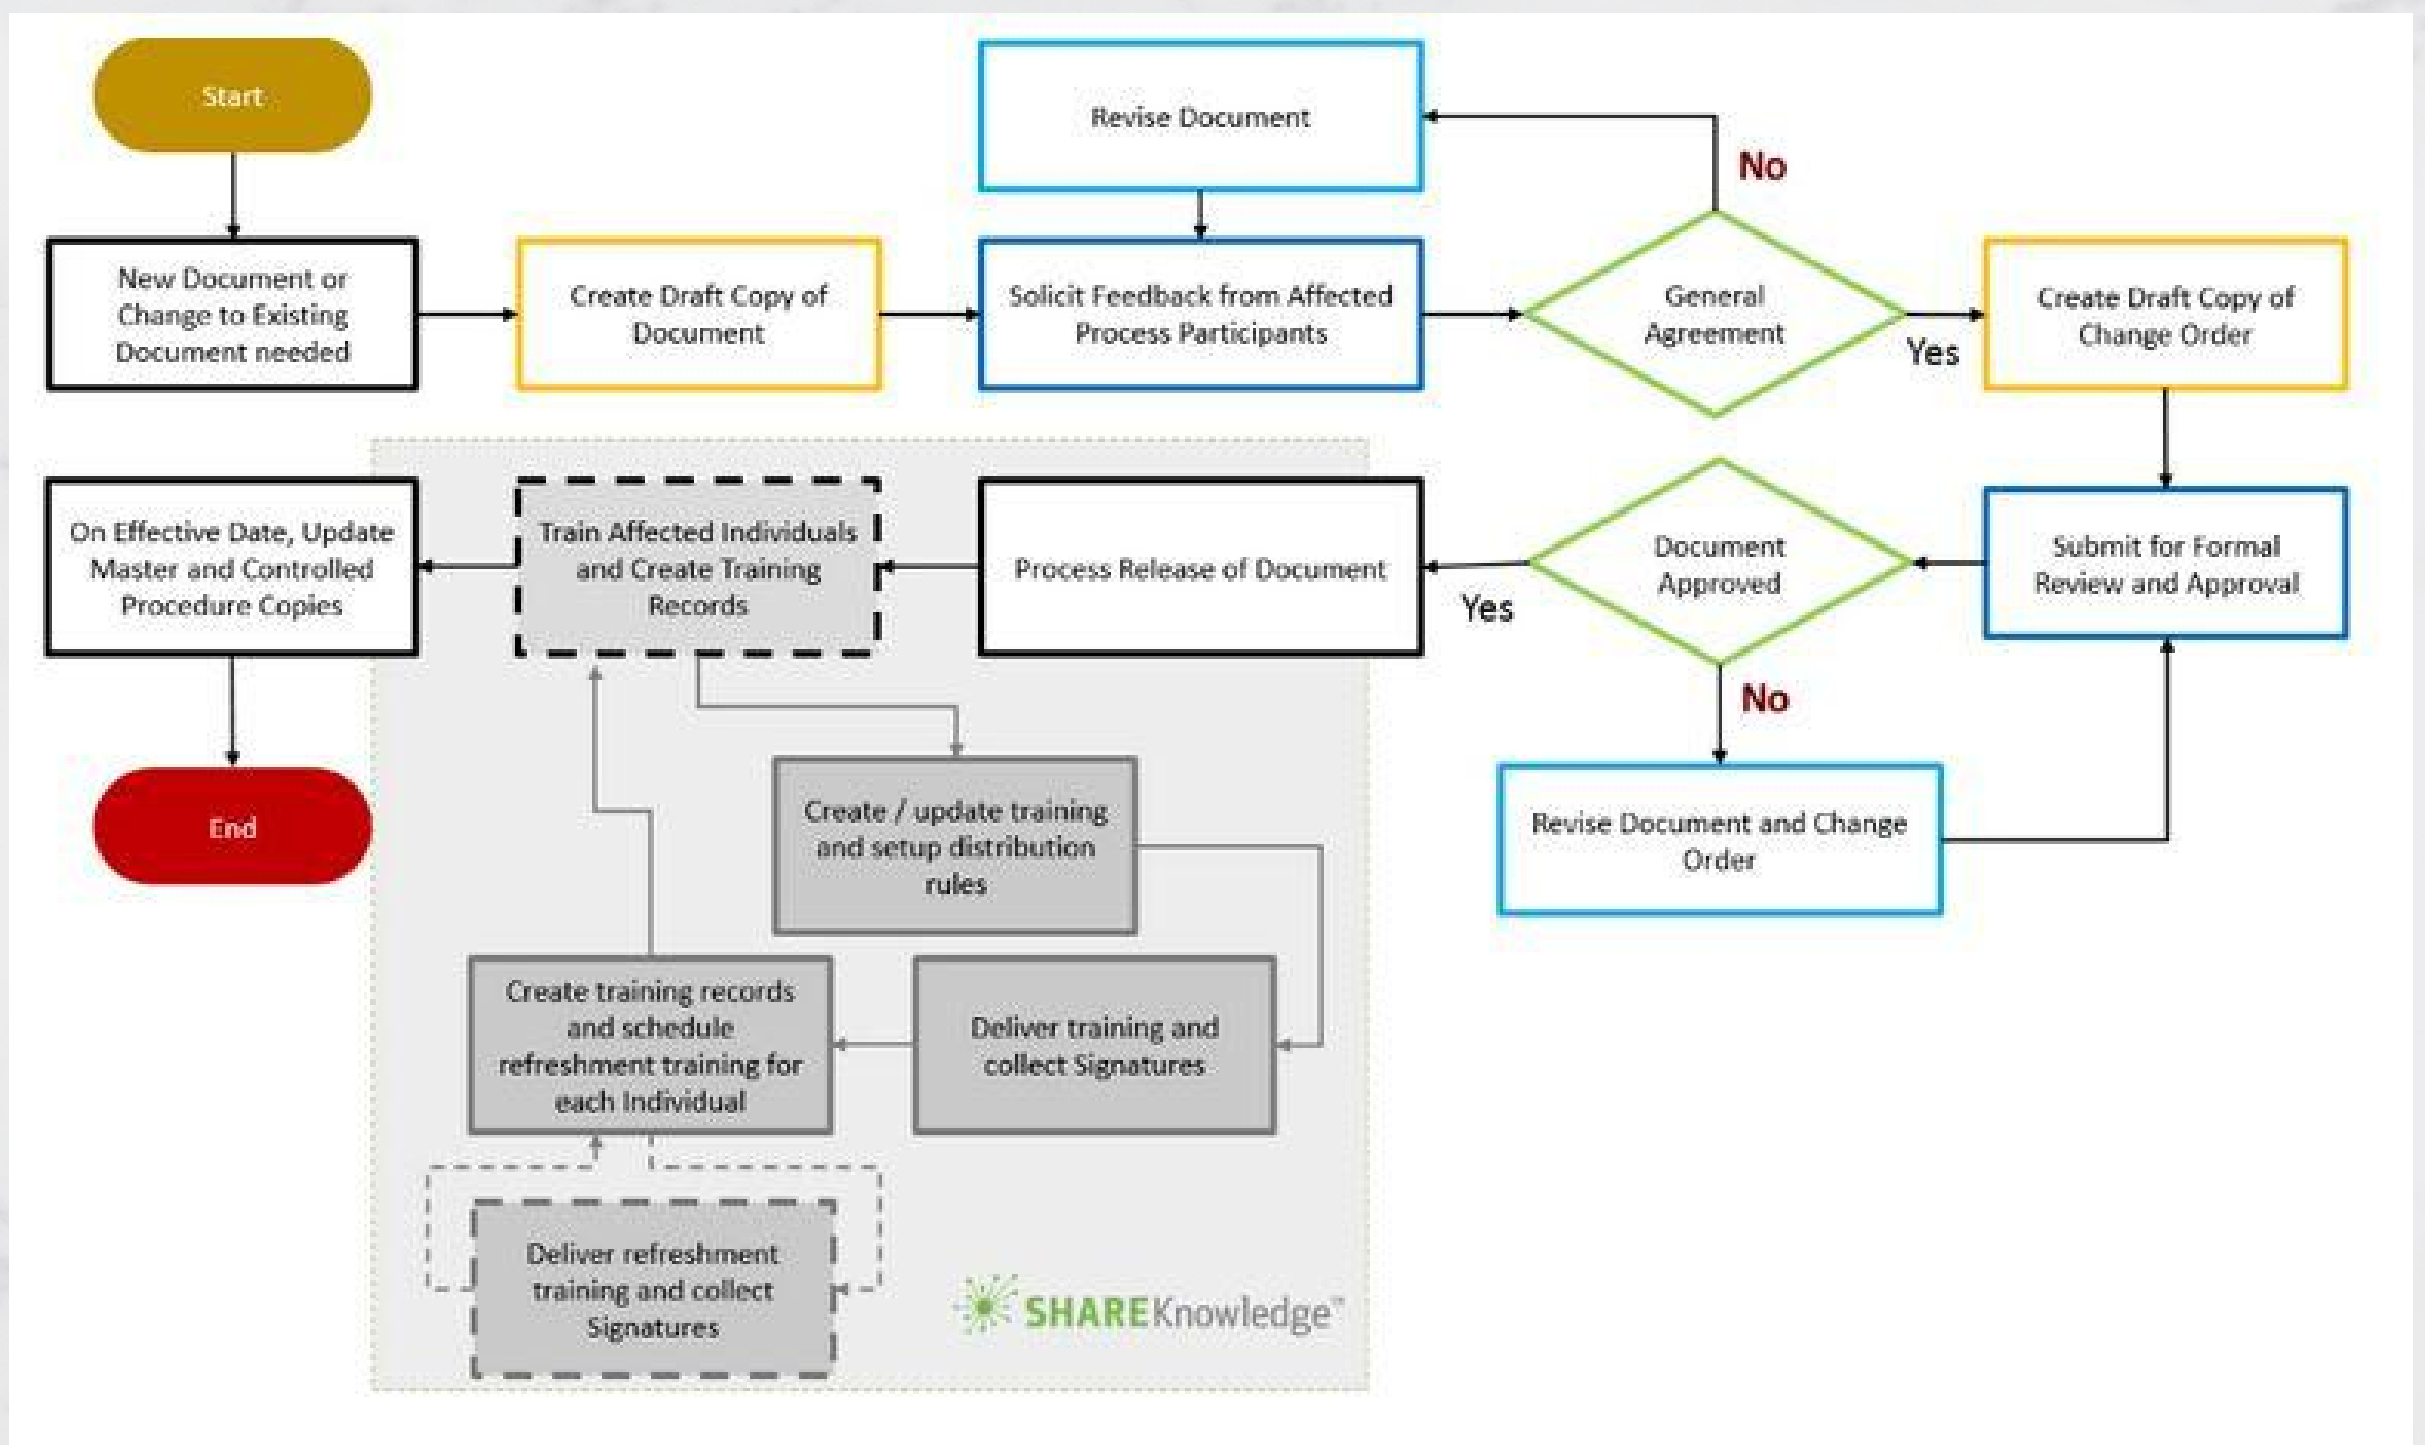 Start
Revise Document
No
New Document or
Change to Existing
Document needed
Create Draft Copy of
Document
Solicit Feedback from Affected
Process Participants
General
Agreement
Yes
Create Draft Copy of
Change Order
On Effective Date, Update
Master and Controlled
Procedure Copies
Train Affected Individuals
and Create Training
Records
Process Release of Document
Yes
Document
Approved
Submit for Formal
Review and Approval
No
End
Create / update training
and setup distribution
rules
Revise Document and Change
Order
Create training records
and schedule
refreshment training for
each Individual
Deliver training and
collect Signatures
Deliver refreshment
training and collect
Signatures
SHAREKnowledge™